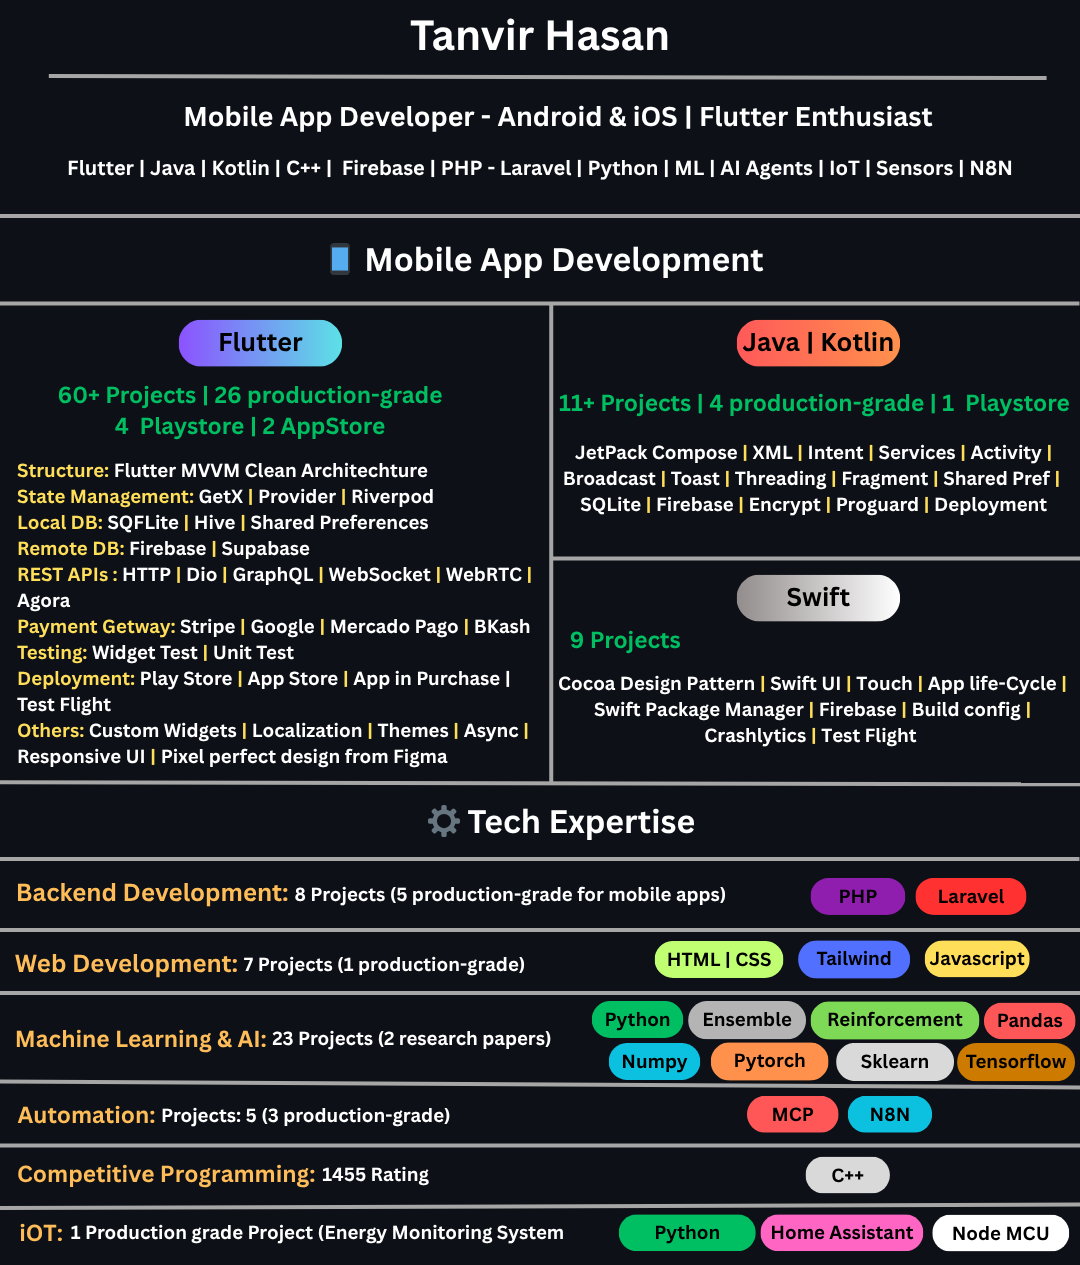 Tanvir Hasan
Mobile App Developer - Android & iOS | Flutter Enthusiast
Flutter | Java | Kotlin | C++ | Firebase | PHP - Laravel | Python | ML | AI Agents | IoT | Sensors | N8N
Mobile App Development
Flutter
60+ Projects | 26 production-grade
4 Playstore | 2 AppStore
Structure: Flutter MVVM Clean Architechture
State Management: GetX | Provider | Riverpod
Local DB: SQFLite | Hive | Shared Preferences
Remote DB: Firebase | Supabase
REST APIs : HTTP | Dio | GraphQL | WebSocket | WebRTC |
Agora
Payment Getway: Stripe | Google | Mercado Pago | BKash
Testing: Widget Test | Unit Test
Deployment: Play Store | App Store | App in Purchase |
Test Flight
Others: Custom Widgets | Localization | Themes | Async |
Responsive UI | Pixel perfect design from Figma
Java | Kotlin
11+ Projects | 4 production-grade | 1 Playstore
JetPack Compose | XML | Intent | Services | Activity |
Broadcast | Toast | Threading | Fragment | Shared Pref |
SQLite | Firebase | Encrypt | Proguard | Deployment
Swift
9 Projects
Cocoa Design Pattern | Swift UI | Touch | App life-Cycle |
Swift Package Manager | Firebase | Build config |
Crashlytics | Test Flight
Tech Expertise
Backend Development: 8 Projects (5 production-grade for mobile apps) PHP Laravel
Web Development: 7 Projects (1 production-grade) HTML | CSS Tailwind Javascript
Machine Learning & AI: 23 Projects (2 research papers)
Python Ensemble Reinforcement Pandas
Numpy Pytorch Sklearn Tensorflow
Automation: Projects: 5 (3 production-grade) MCP N8N
Competitive Programming: 1455 Rating C++
iOT: 1 Production grade Project (Energy Monitoring System Python Home Assistant Node MCU